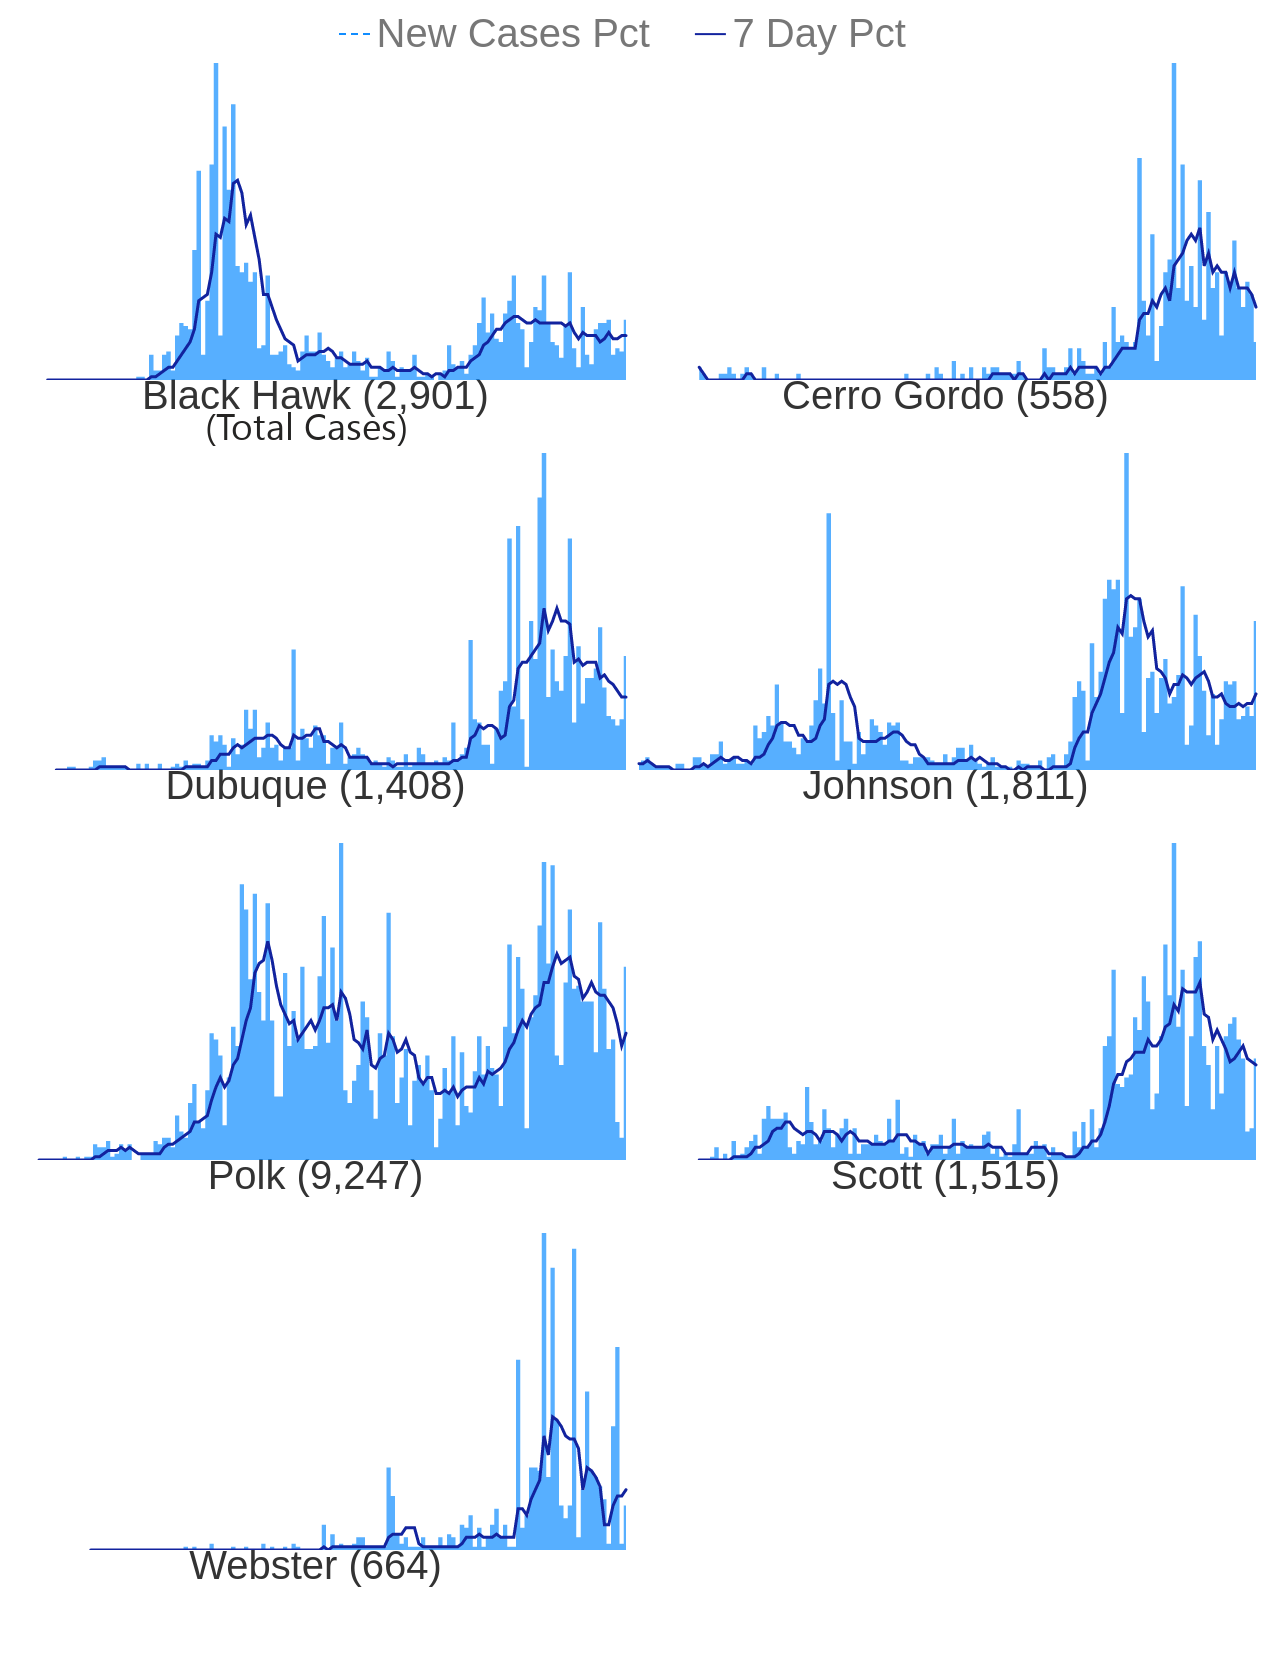 New Cases Pct 7 Day Pct
Black Hawk (2,901) Cerro Gordo (558)
(Total Cases)
Dubuque (1,408) Johnson (1,811)
Polk (9,247) Scott (1,515)
Webster (664)